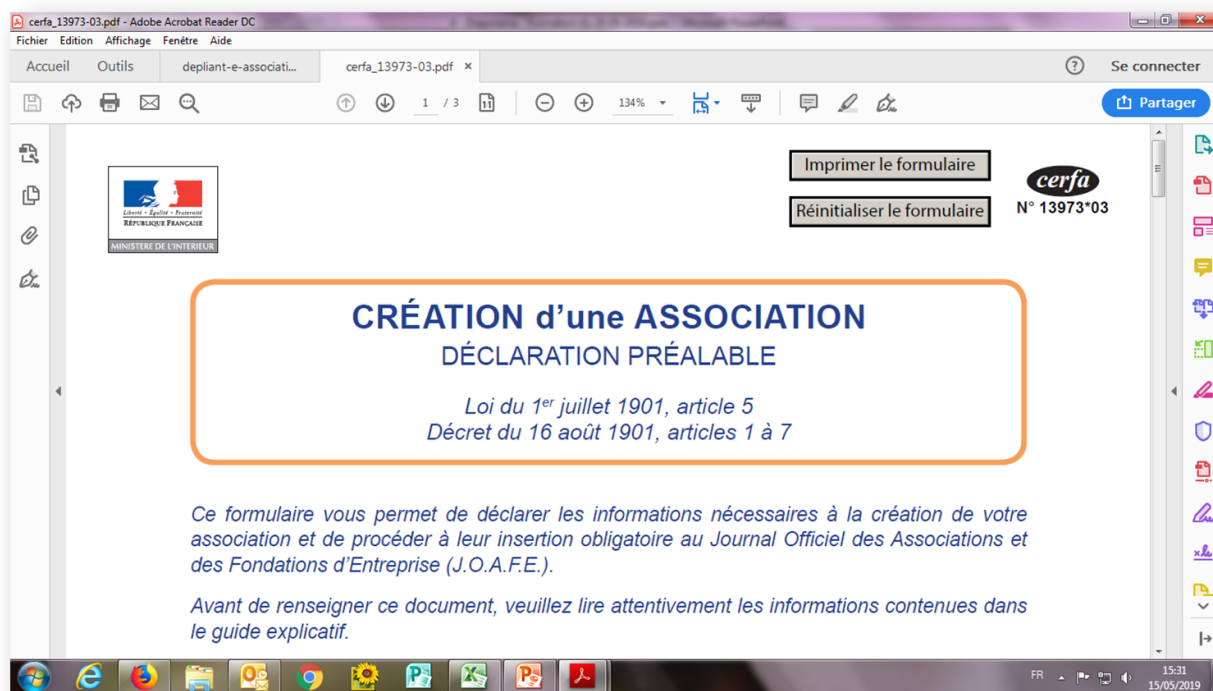 cerfa_13973-03.pdf - Adobe Acrobat Reader DC
Fichier Edition Affichage Fenêtre Aide
Accueil Outils depliant-e-associati... cerfa_13973-03.pdf ×
? Se connecter
1 / 3 134% Partager
Imprimer le formulaire
Réinitialiser le formulaire
cerfa
N° 13973*03
Liberté • Égalité • Fraternité
RÉPUBLIQUE FRANÇAISE
MINISTERE DE L'INTERIEUR
CRÉATION d'une ASSOCIATION
DÉCLARATION PRÉALABLE
Loi du 1er juillet 1901, article 5
Décret du 16 août 1901, articles 1 à 7
Ce formulaire vous permet de déclarer les informations nécessaires à la création de votre
association et de procéder à leur insertion obligatoire au Journal Officiel des Associations et
des Fondations d'Entreprise (J.O.A.F.E.).
Avant de renseigner ce document, veuillez lire attentivement les informations contenues dans
le guide explicatif.
FR 15:31
15/05/2019